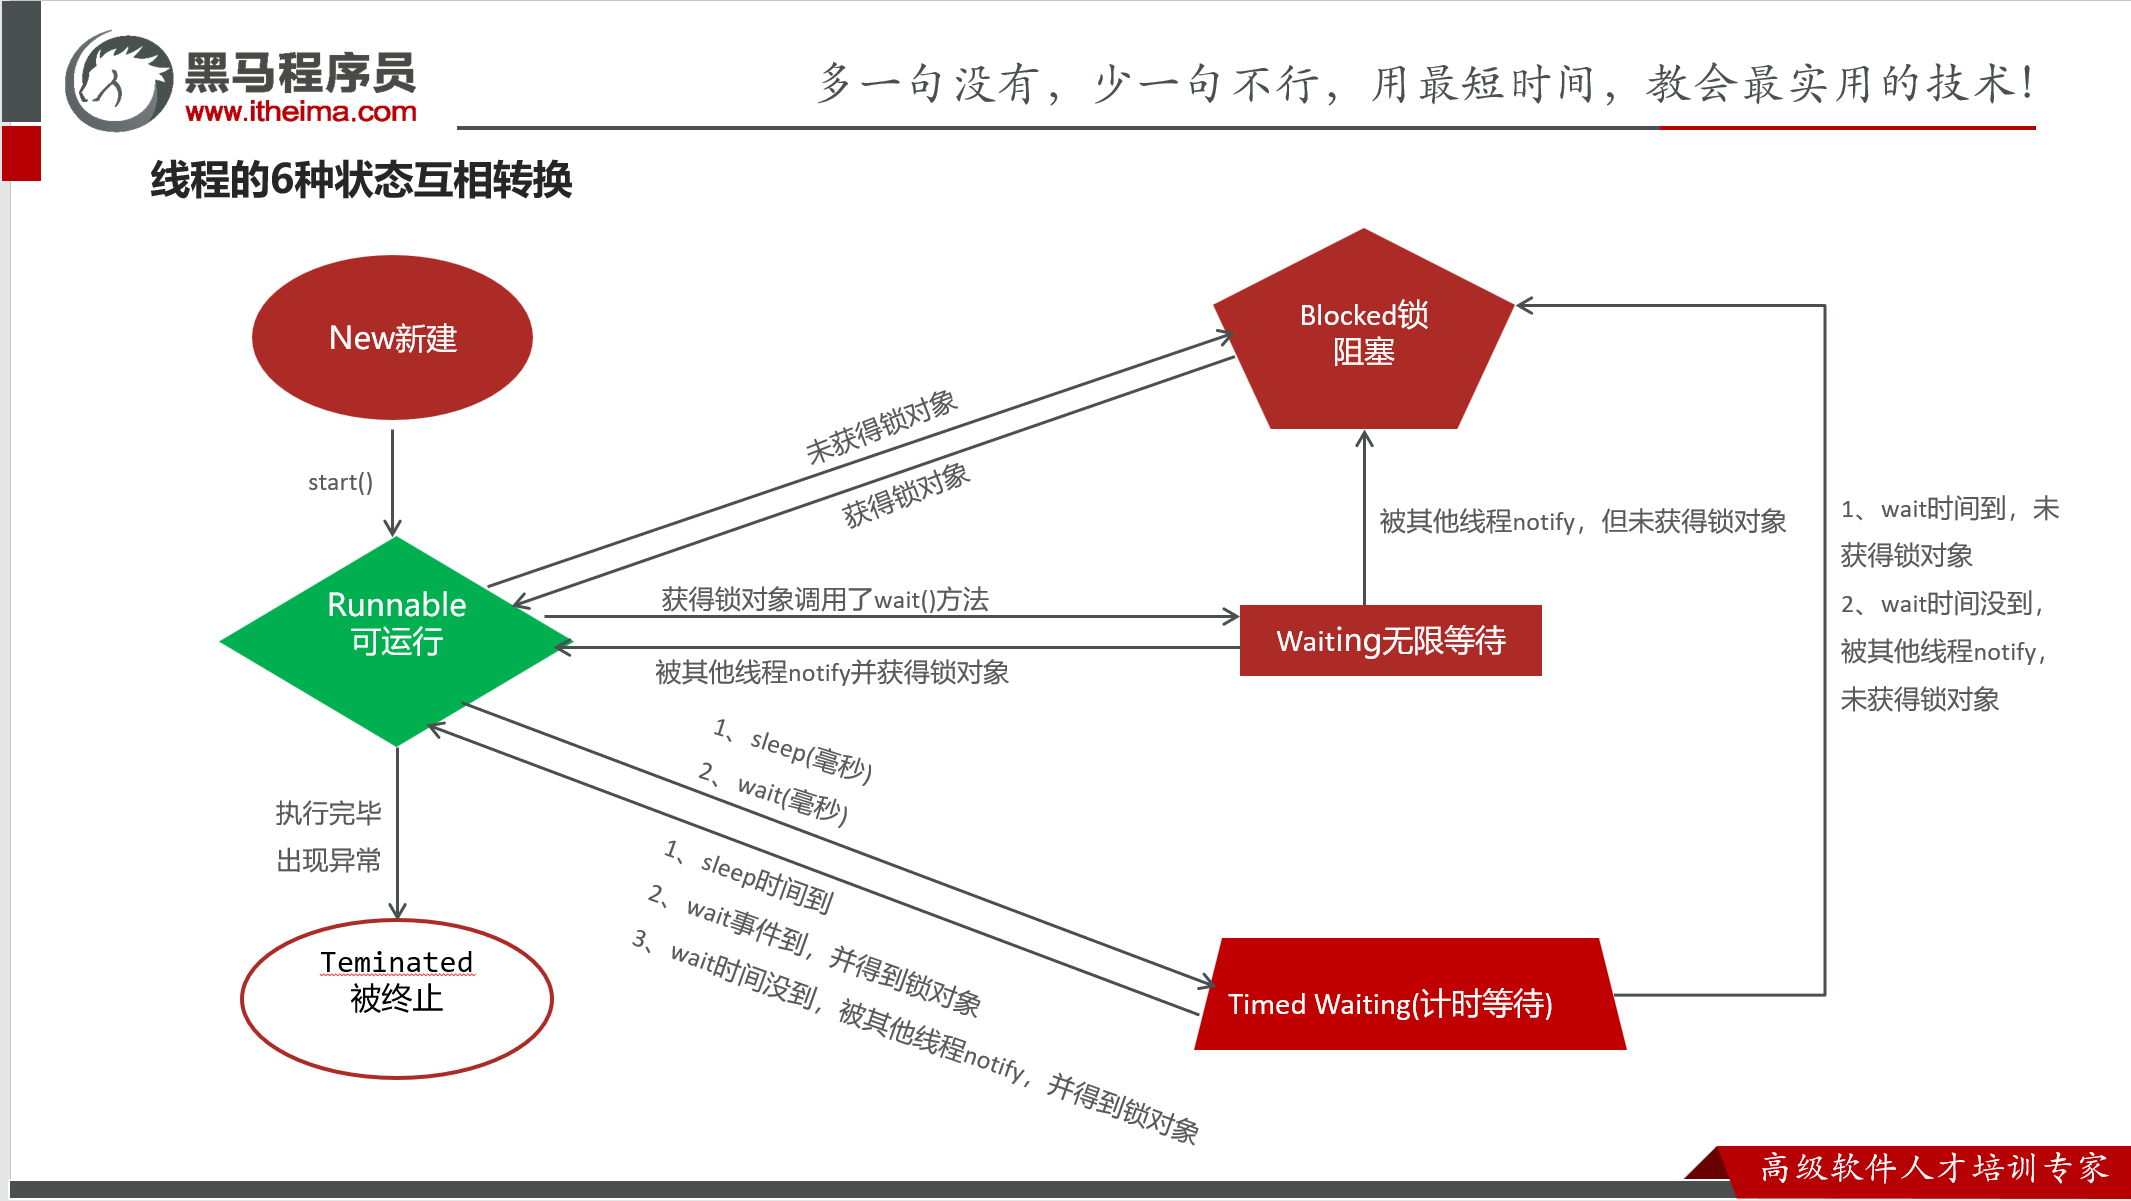 黑马程序员
www.itheima.com
多一句没有，少一句不行，用最短时间，教会最实用的技术！
线程的6种状态互相转换
New新建
Blocked锁
阻塞
未获得锁对象
获得锁对象
start()
被其他线程notify，但未获得锁对象
1、wait时间到，未
获得锁对象
2、wait时间没到，
被其他线程notify，
未获得锁对象
Runnable
可运行
获得锁对象调用了wait()方法
Waiting无限等待
被其他线程notify并获得锁对象
1、sleep(毫秒)
2、wait(毫秒)
执行完毕
出现异常
1、sleep时间到
2、wait事件到，并得到锁对象
3、wait时间没到，被其他线程notify，并得到锁对象
Teminated
被终止
Timed Waiting(计时等待)
高级软件人才培训专家